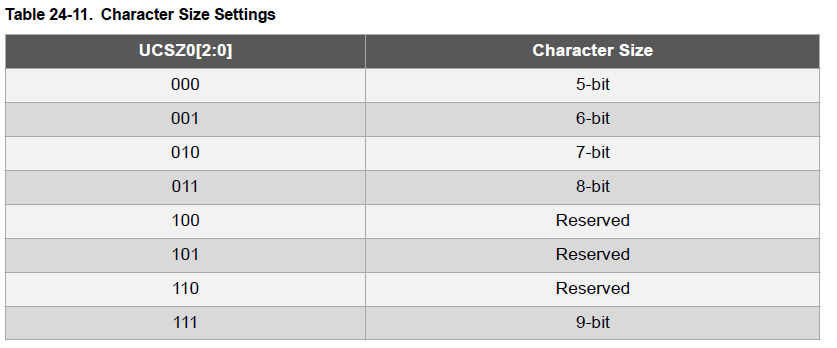 Table 24-11. Character Size Settings
UCSZ0[2:0] Character Size
000 5-bit
001 6-bit
010 7-bit
011 8-bit
100 Reserved
101 Reserved
110 Reserved
111 9-bit